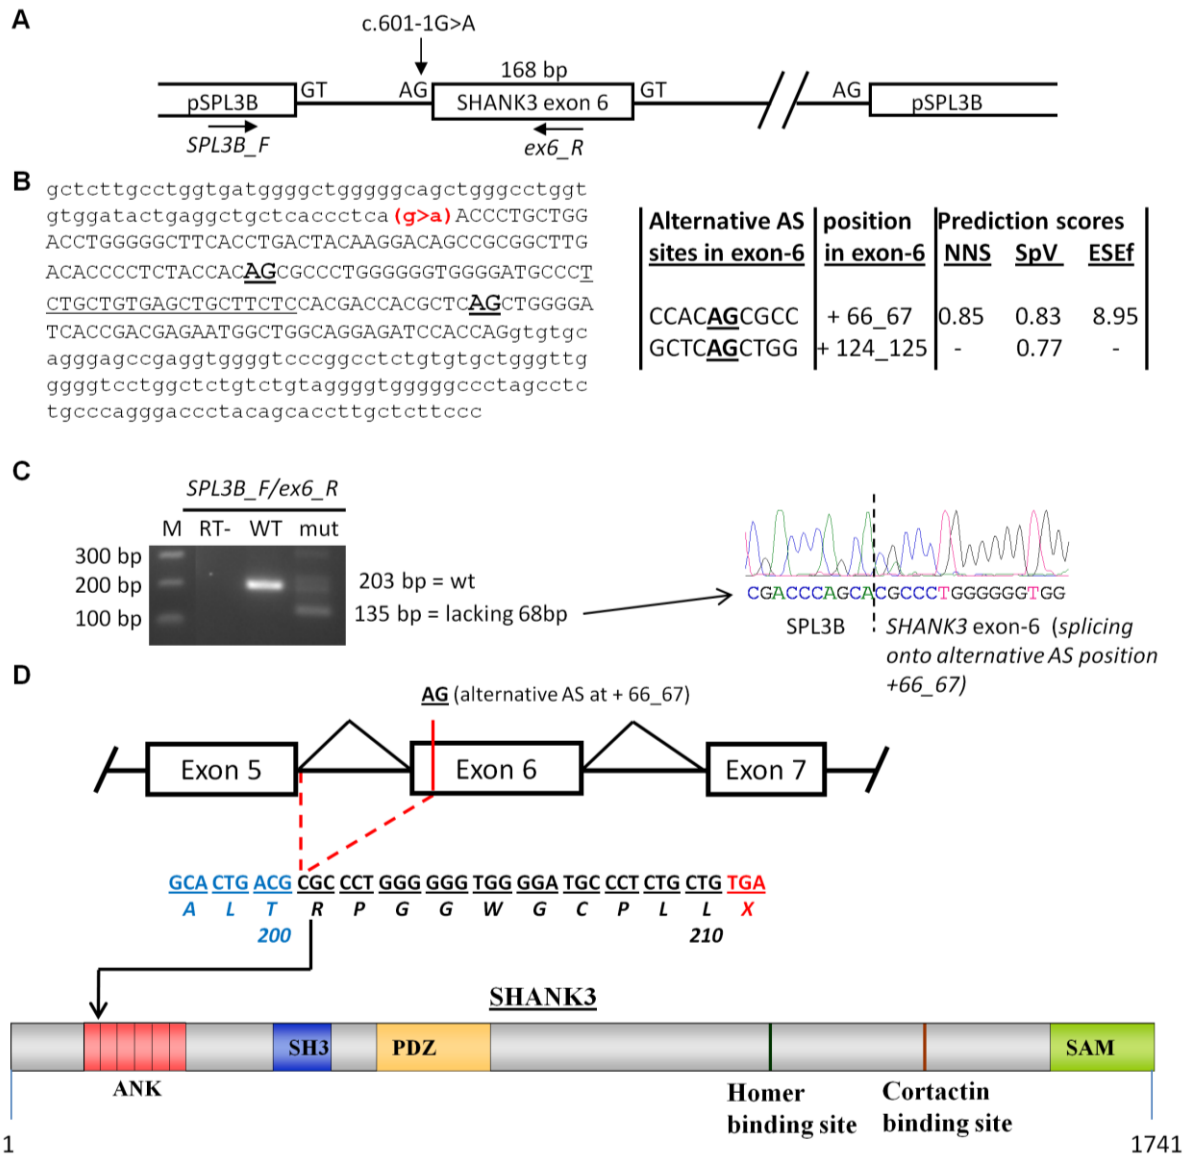 A
c.601-1G>A
168 bp
pSPL3B GT AG SHANK3 exon 6 GT AG pSPL3B
SPL3B_F ex6_R
B
gctcttgcctggtgatggggctgggggcagctgggcctggt
gtggatactgaggctgctcaccctca(g>a)ACCCTGCTGG
ACCTGGGGGCTTCACCTGACTACAAGGACAGCCGCGGCTTG
ACACCCCTCTACCACAGCGCCCTGGGGGGTGGGGATGCCCT
CTGCTGTGAGCTGCTTCTCCACGACCACGCTCAGCTGGGGA
TCACCGACGAGAATGGCTGGCAGGAGATCCACCAGgtgtgc
agggagccgaggtggggtcccggcctctgtgtgctgggttg
ggggtcctggctctgtctgtaggggtgggggccctagcctc
tgcccagggaccctacagcaccttgctcttccc
Alternative AS sites in exon-6 position in exon-6 Prediction scores
NNS SpV ESEf
CCACAGCGCC + 66_67 0.85 0.83 8.95
GCTCAGCTGG + 124_125 - 0.77 -
C
SPL3B_F/ex6_R
M RT- WT mut
300 bp
200 bp
100 bp
203 bp = wt
135 bp = lacking 68bp
CGACCCAGCACGCCCTGGGGGGTGG
SPL3B
SHANK3 exon-6 (splicing
onto alternative AS position
+66_67)
D
AG (alternative AS at + 66_67)
Exon 5 Exon 6 Exon 7
GCA CTG ACG CGC CCT GGG GGG TGG GGA TGC CCT CTG CTG TGA
A L T R P G G W G C P L L X
200 210
SHANK3
SH3 PDZ SAM
ANK
Homer
binding site
Cortactin
binding site
1 1741